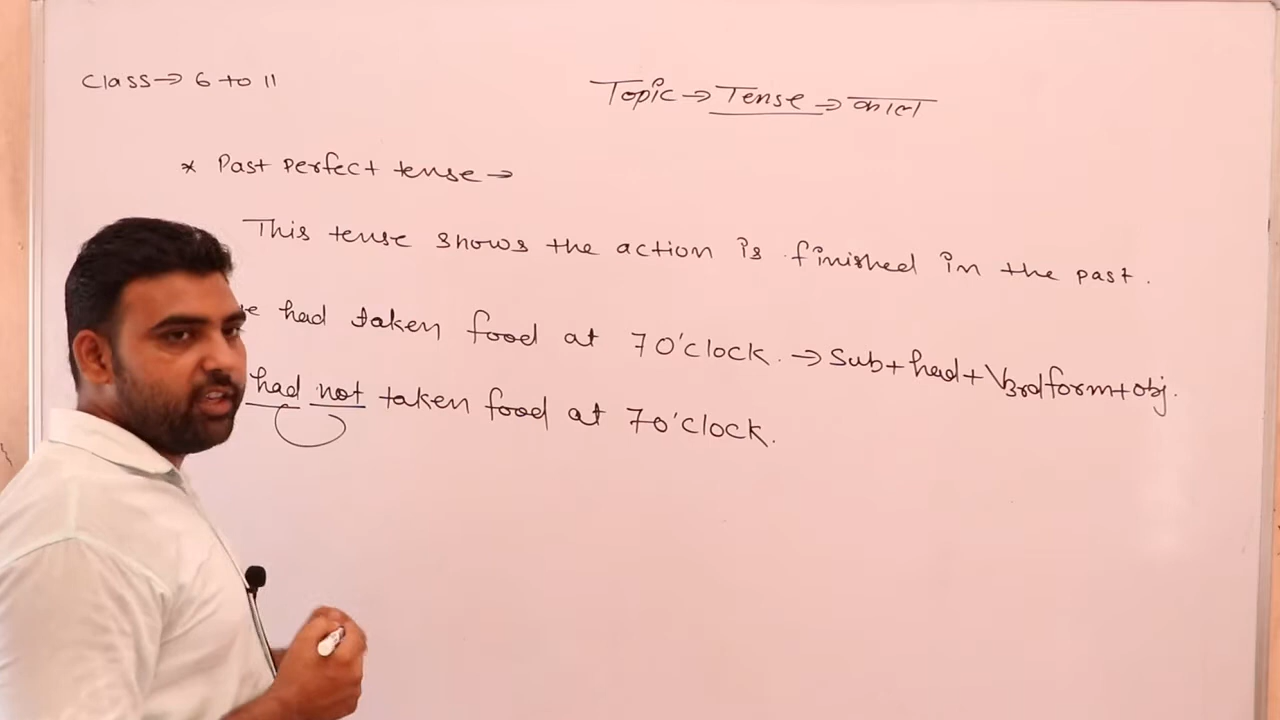 Class → 6 to 11
Topic → Tense → काल
* Past perfect tense →
This tense shows the action is finished in the past.
had taken food at 7 O'clock. → Sub + had + V3rd form + obj.
had not taken food at 7 O'clock.